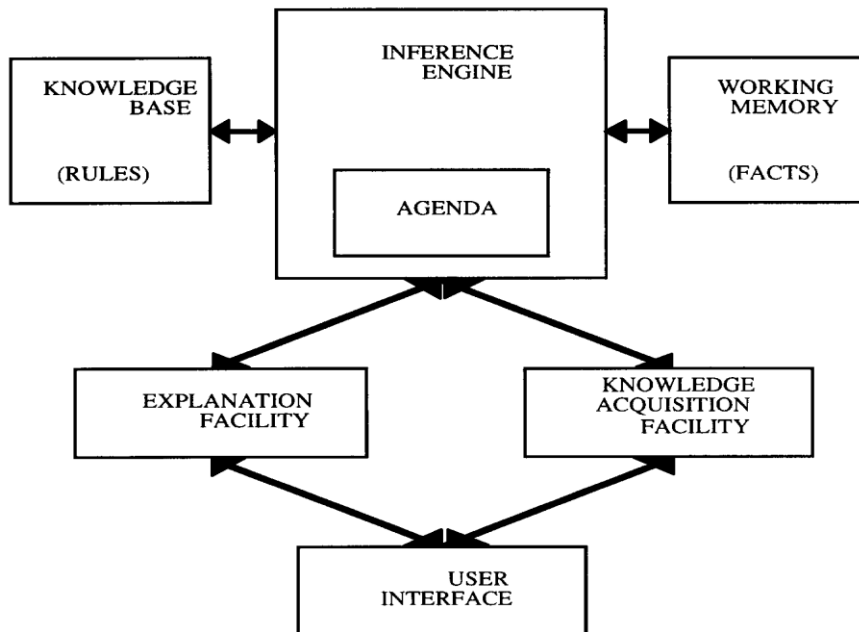 INFERENCE
ENGINE
KNOWLEDGE
BASE
(RULES)
WORKING
MEMORY
(FACTS)
AGENDA
EXPLANATION
FACILITY
KNOWLEDGE
ACQUISITION
FACILITY
USER
INTERFACE